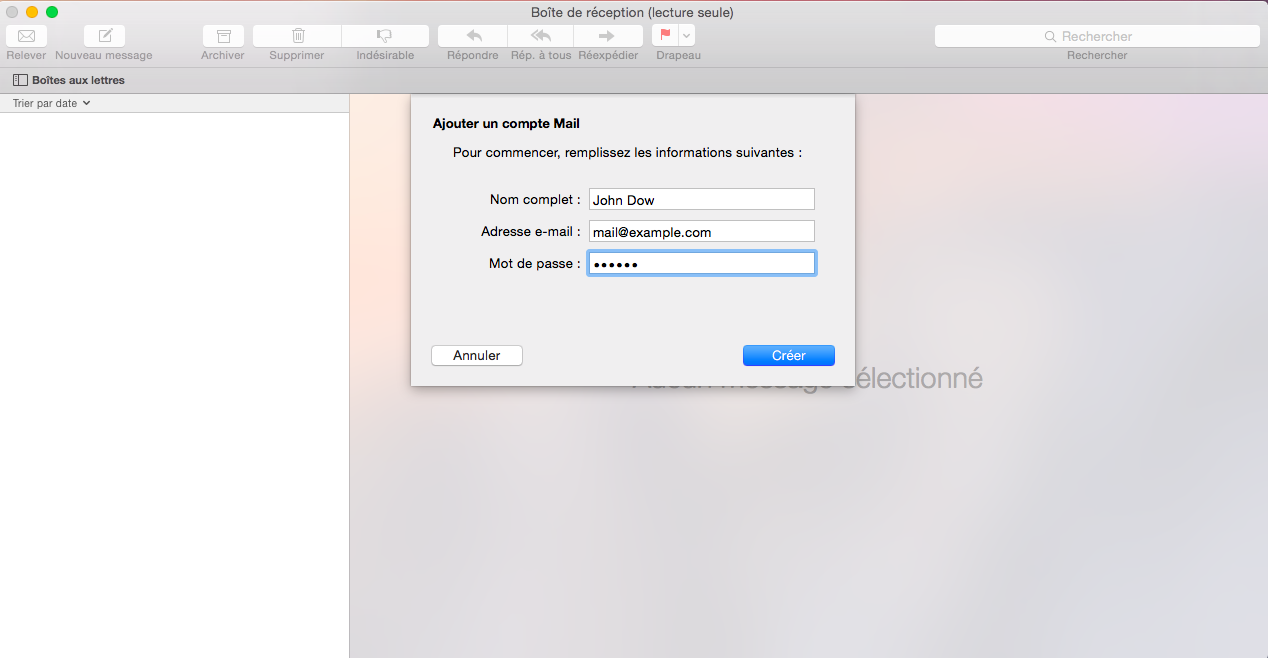 Boîte de réception (lecture seule)
Rechercher
Relever Nouveau message Archiver Supprimer Indésirable Répondre Rép. à tous Réexpédier Drapeau Rechercher
Boîtes aux lettres
Trier par date
Ajouter un compte Mail
Pour commencer, remplissez les informations suivantes :
Nom complet : John Dow
Adresse e-mail : mail@example.com
Mot de passe : ••••••
Annuler Créer
sélectionné